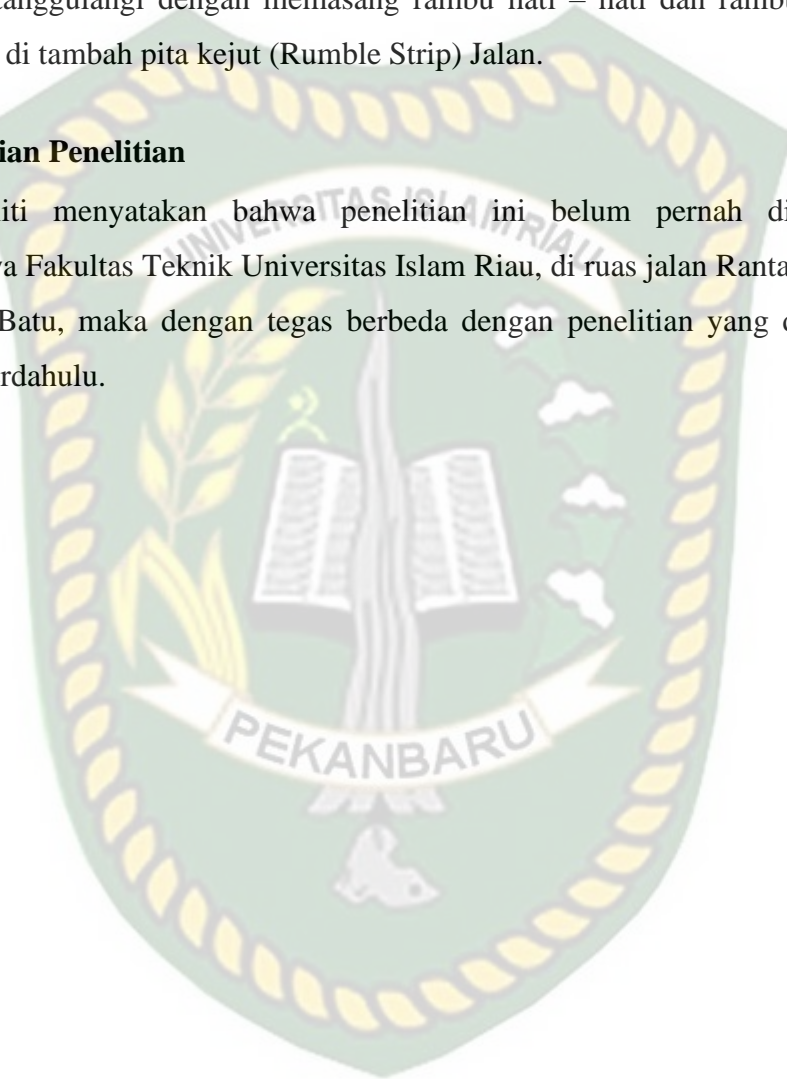 tanggulangi dengan memasang rambu hati – hati dan rambu
di tambah pita kejut (Rumble Strip) Jalan.
ian Penelitian
iti menyatakan bahwa penelitian ini belum pernah di
a Fakultas Teknik Universitas Islam Riau, di ruas jalan Ranta
Batu, maka dengan tegas berbeda dengan penelitian yang d
rdahulu.
UNIVERSITAS ISLAM RIAU
PEKANBARU